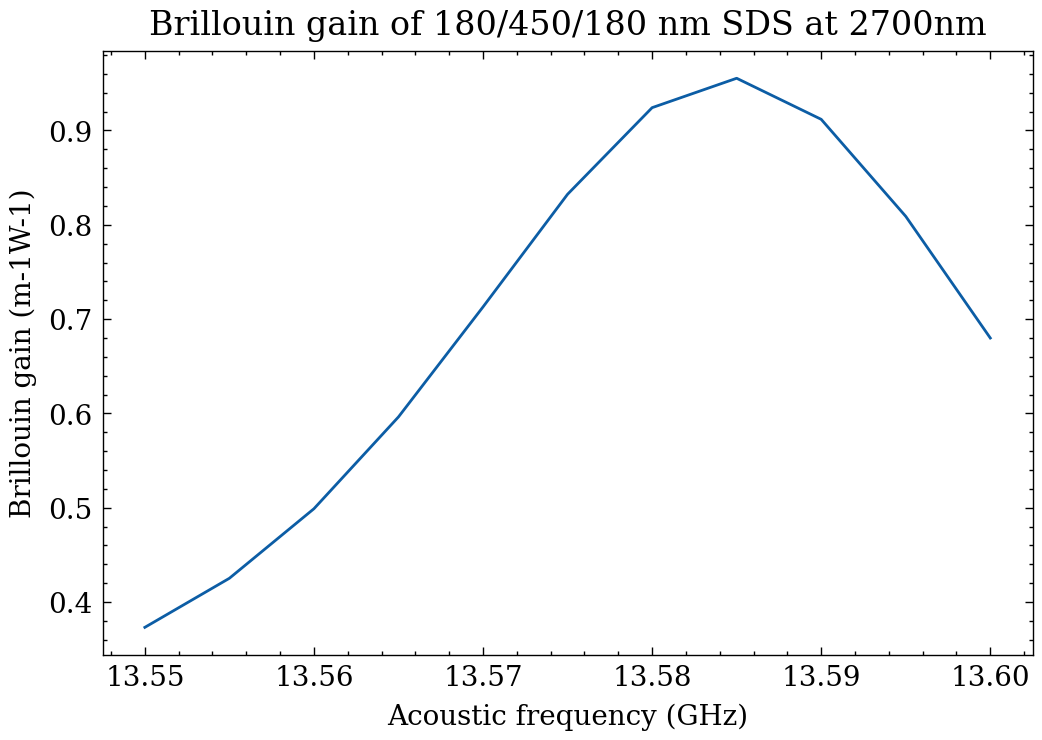 Brillouin gain of 180/450/180 nm SDS at 2700nm
Brillouin gain (m-1W-1)
0.9
0.8
0.7
0.6
0.5
0.4
13.55 13.56 13.57 13.58 13.59 13.60
Acoustic frequency (GHz)